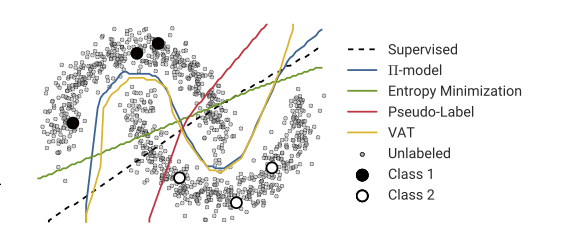 Supervised
Π-model
Entropy Minimization
Pseudo-Label
VAT
Unlabeled
Class 1
Class 2